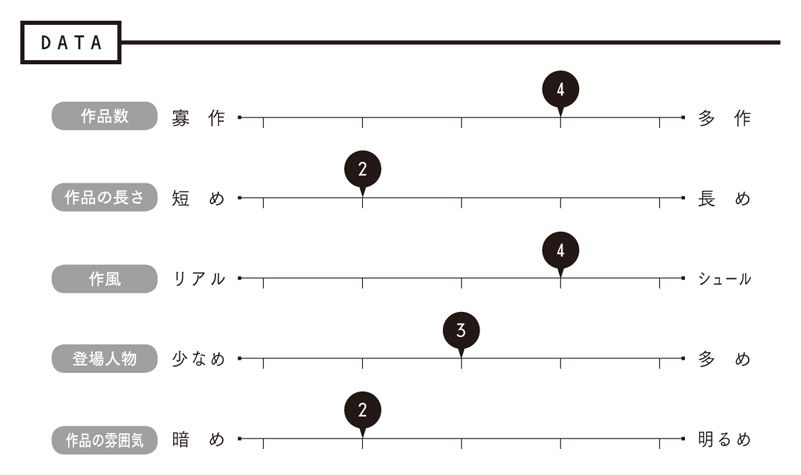 DATA
作品数 寡作 4 多作
作品の長さ 短め 2 長め
作風 リアル 4 シュール
登場人物 少なめ 3 多め
作品の雰囲気 暗め 2 明るめ